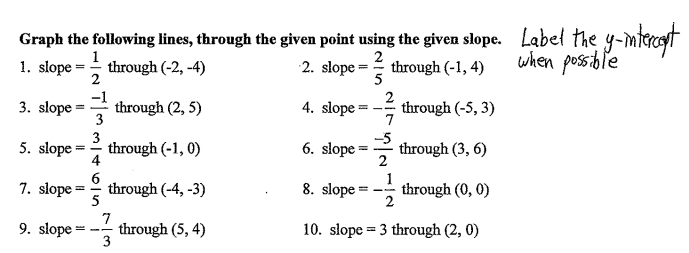 Graph the following lines, through the given point using the given slope. Label the y-intercept
when possible
1. slope = 1/2 through (-2, -4) 2. slope = 2/5 through (-1, 4)
3. slope = -1/3 through (2, 5) 4. slope = -2/7 through (-5, 3)
5. slope = 3/4 through (-1, 0) 6. slope = -5/2 through (3, 6)
7. slope = 6/5 through (-4, -3) 8. slope = -1/2 through (0, 0)
9. slope = -7/3 through (5, 4) 10. slope = 3 through (2, 0)